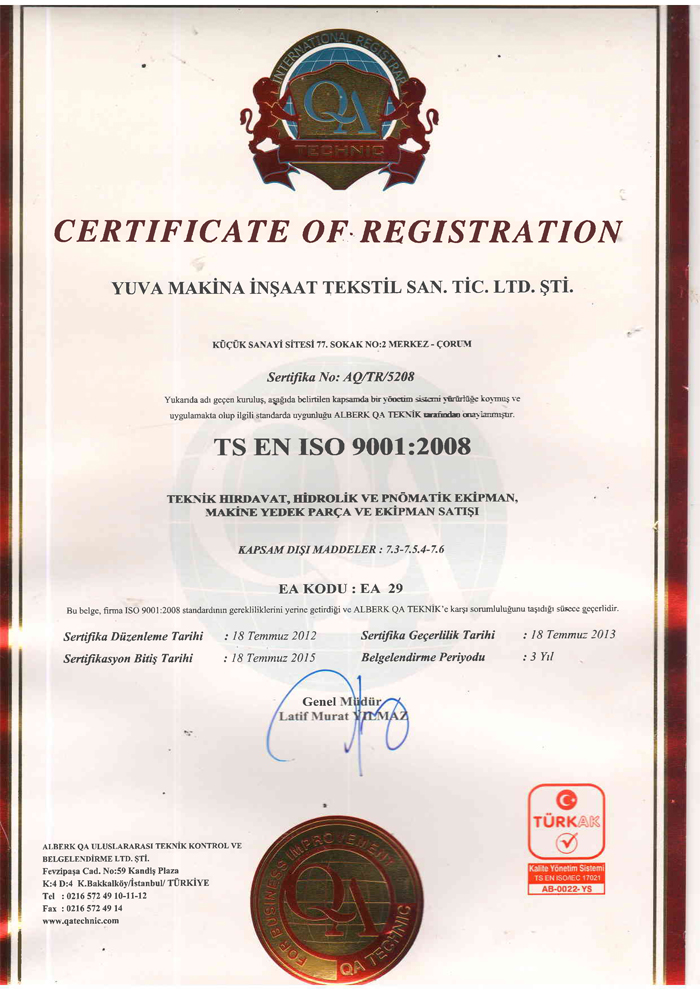 INTERNATIONAL REGISTRAR
QA
TECHNIC
CERTIFICATE OF REGISTRATION
YUVA MAKİNA İNŞAAT TEKSTİL SAN. TİC. LTD. ŞTİ.
KÜÇÜK SANAYİ SİTESİ 77. SOKAK NO:2 MERKEZ - ÇORUM
Sertifika No: AQ/TR/5208
Yukarıda adı geçen kuruluş, aşağıda belirtilen kapsamda bir yönetim sistemi yürürlüğe koymuş ve
uygulamakta olup ilgili standarda uygunluğu ALBERK QA TEKNİK tarafından onaylanmıştır.
TS EN ISO 9001:2008
TEKNİK HIRDAVAT, HİDROLİK VE PNÖMATİK EKİPMAN,
MAKİNE YEDEK PARÇA VE EKİPMAN SATIŞI
KAPSAM DIŞI MADDELER : 7.3-7.5.4-7.6
EA KODU : EA 29
Bu belge, firma ISO 9001:2008 standardının gerekliliklerini yerine getirdiği ve ALBERK QA TEKNİK'e karşı sorumluluğunu taşıdığı sürece geçerlidir.
Sertifika Düzenleme Tarihi : 18 Temmuz 2012 Sertifika Geçerlilik Tarihi : 18 Temmuz 2013
Sertifikasyon Bitiş Tarihi : 18 Temmuz 2015 Belgelendirme Periyodu : 3 Yıl
Genel Müdür
Latif Murat YILMAZ
ALBERK QA ULUSLARARASI TEKNİK KONTROL VE
BELGELENDİRME LTD. ŞTİ.
Fevzipaşa Cad. No:59 Kandiş Plaza
K:4 D:4 K.Bakkalköy/İstanbul/ TÜRKİYE
Tel : 0216 572 49 10-11-12
Fax : 0216 572 49 14
www.qatechnic.com
FOR BUSINESS IMPROVEMENT
QA
QA TECHNIC
TÜRKAK
Kalite Yönetim Sistemi
TS EN ISO/IEC 17021
AB-0022-YS